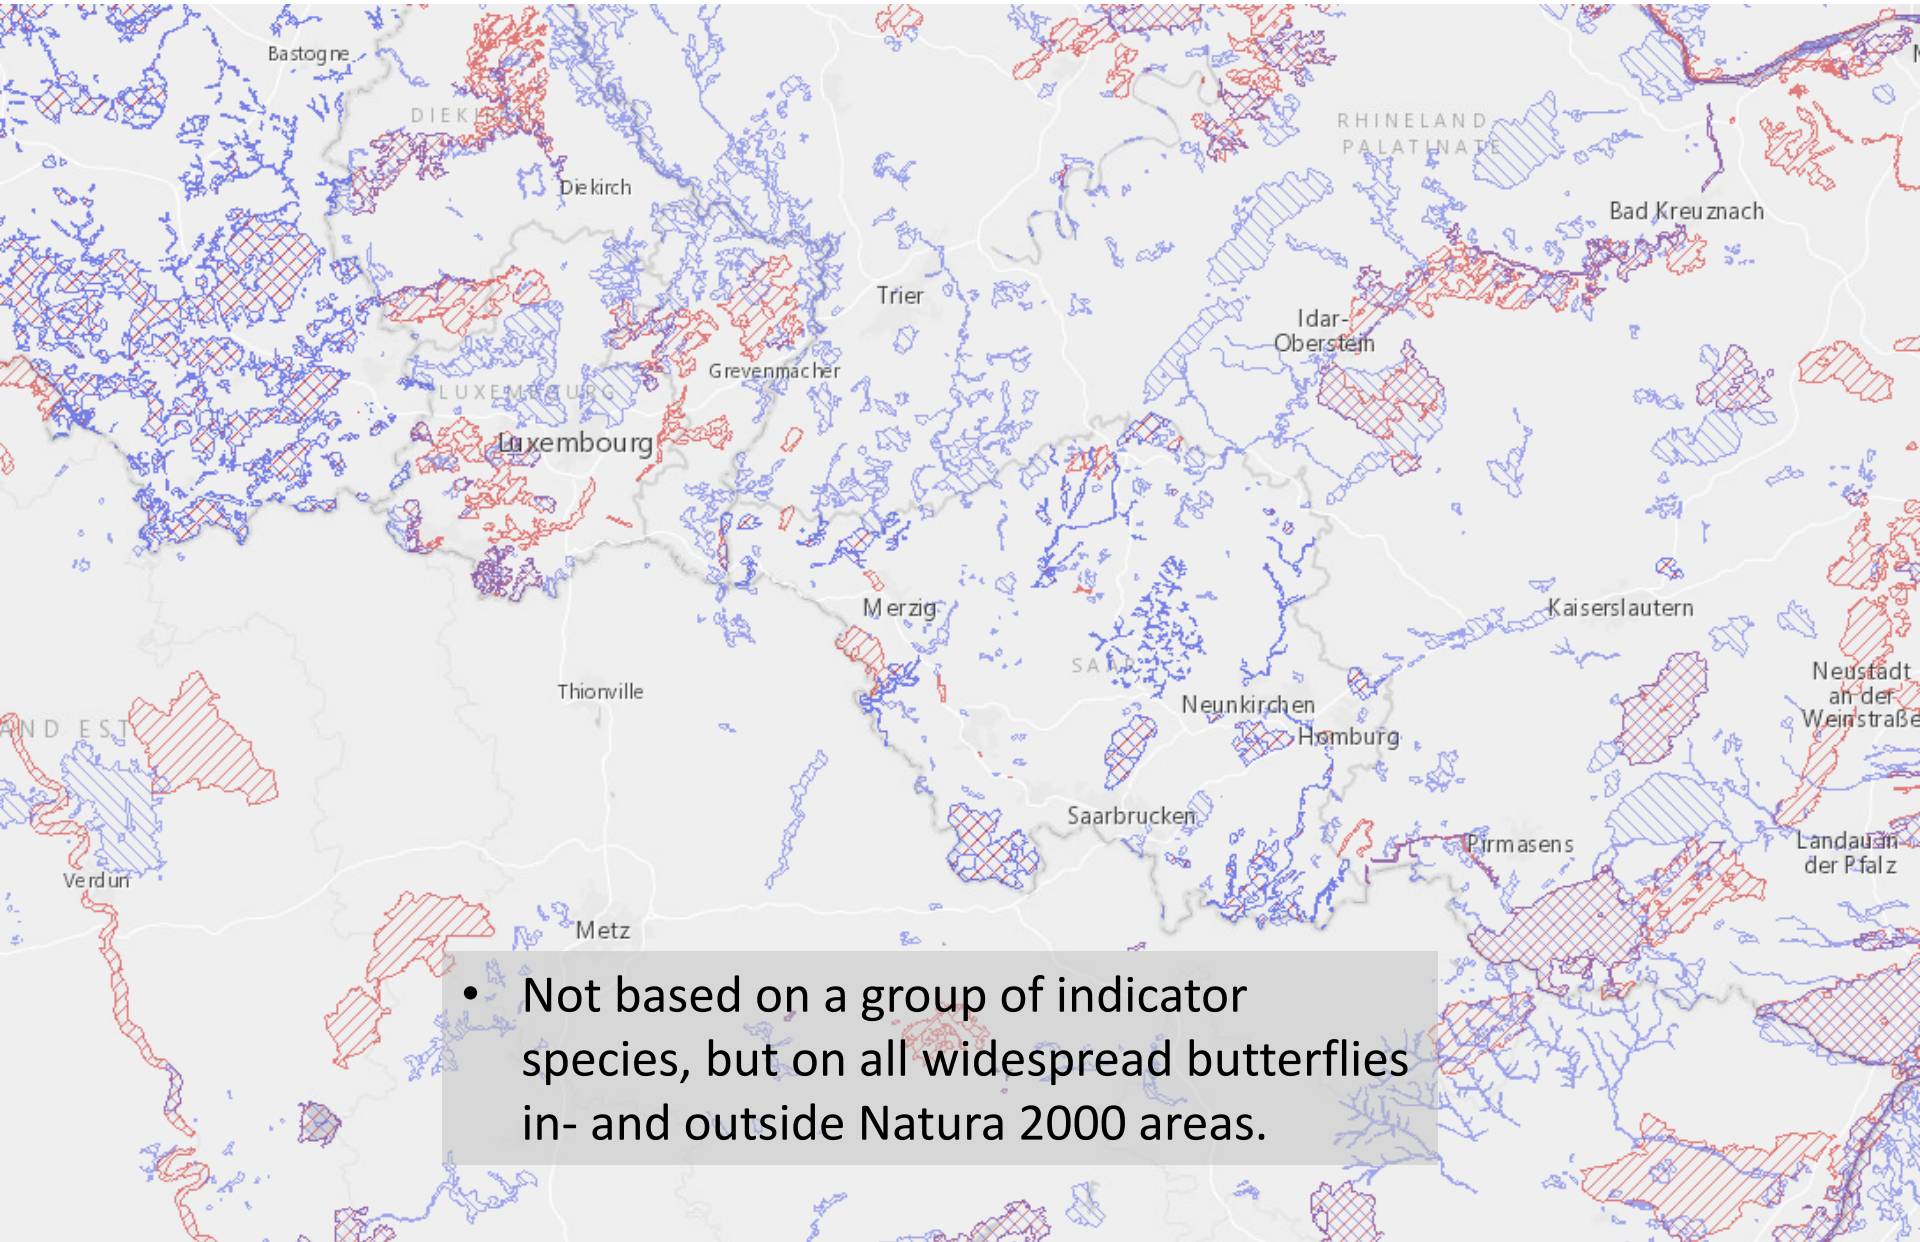 Bastogne
DIEKIRCH
RHINELAND-
PALATINATE
Diekirch
Bad Kreuznach
Trier
Idar-
Oberstein
Grevenmacher
LUXEMBOURG
Luxembourg
Merzig
Kaiserslautern
SAAR
Neustadt
an der
Weinstraße
Thionville
Neunkirchen
AND EST
Homburg
Saarbrucken
Pirmasens
Landau in
der Pfalz
Verdun
Metz
• Not based on a group of indicator
species, but on all widespread butterflies
in- and outside Natura 2000 areas.